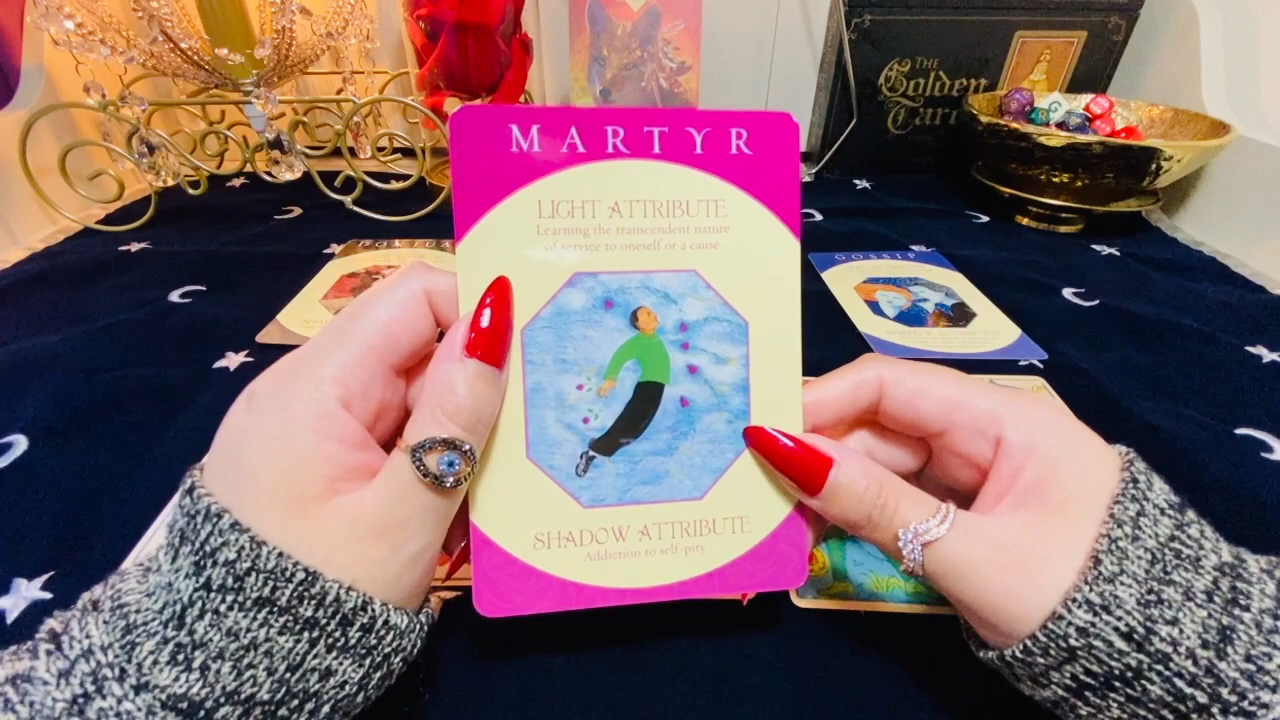 THE
Golden
MARTYR
LIGHT ATTRIBUTE
Learning the transcendent nature
of service to oneself or a cause.
SHADOW ATTRIBUTE
Addiction to self-pity
GOSSIP